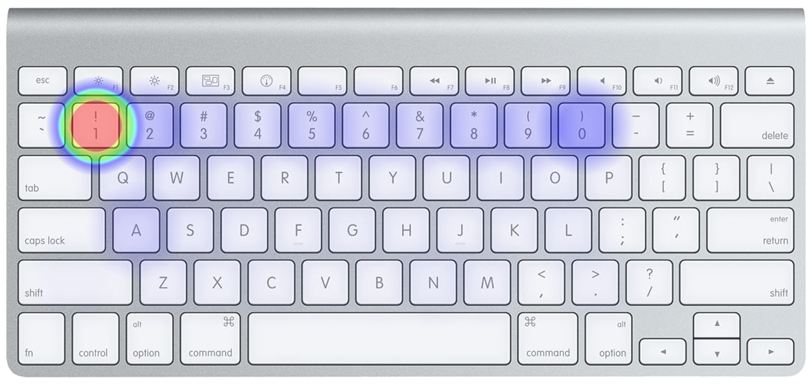 esc F1 F2 F3 F4 F5 F6 F7 F8 F9 F10 F11 F12
~ ` ! 1 @ 2 # 3 $ 4 % 5 ^ 6 & 7 * 8 ( 9 ) 0 _ - + = delete
tab Q W E R T Y U I O P { [ } ] | \
caps lock A S D F G H J K L : ; " ' enter return
shift Z X C V B N M < , > . ? / shift
fn control alt option ⌘ command ⌘ command alt option